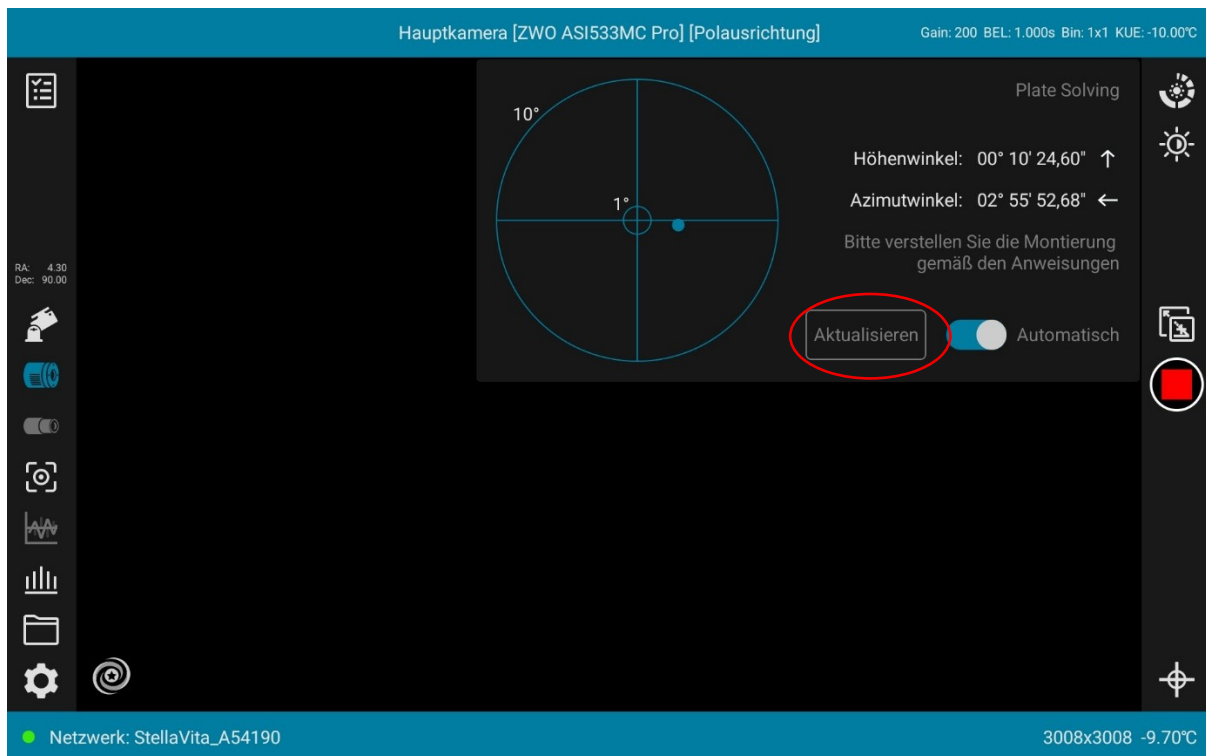 Hauptkamera [ZWO ASI533MC Pro] [Polausrichtung]
Gain: 200 BEL: 1.000s Bin: 1x1 KUE: -10.00℃
10°
1°
Plate Solving
Höhenwinkel: 00° 10' 24,60" ↑
Azimutwinkel: 02° 55' 52,68" ←
Bitte verstellen Sie die Montierung
gemäß den Anweisungen
Aktualisieren
Automatisch
RA: 4.30
Dec: 90.00
Netzwerk: StellaVita_A54190
3008x3008 -9.70℃